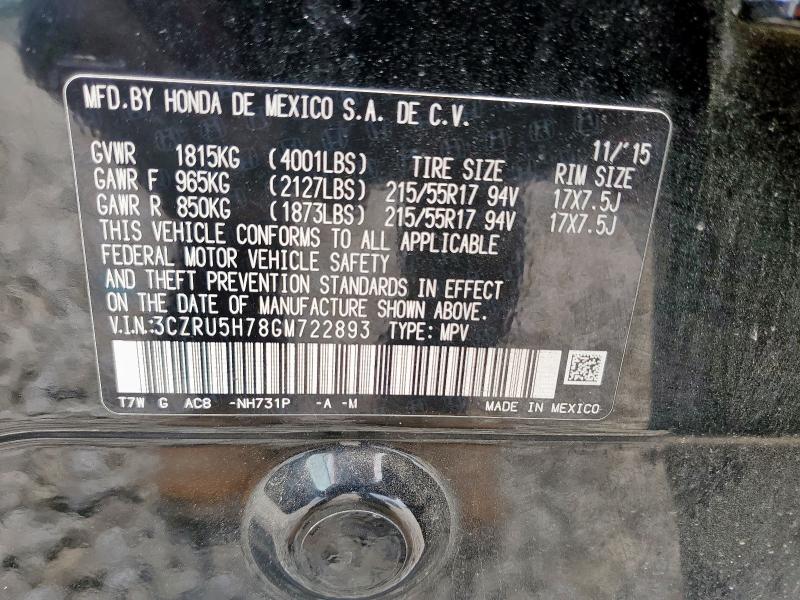 MFD.BY HONDA DE MEXICO S.A. DE C.V.
11/'15
GVWR 1815KG (4001LBS) TIRE SIZE RIM SIZE
GAWR F 965KG (2127LBS) 215/55R17 94V 17X7.5J
GAWR R 850KG (1873LBS) 215/55R17 94V 17X7.5J
THIS VEHICLE CONFORMS TO ALL APPLICABLE
FEDERAL MOTOR VEHICLE SAFETY
AND THEFT PREVENTION STANDARDS IN EFFECT
ON THE DATE OF MANUFACTURE SHOWN ABOVE.
V.I.N:3CZRU5H78GM722893 TYPE: MPV
T7W G AC8 -NH731P -A -M MADE IN MEXICO